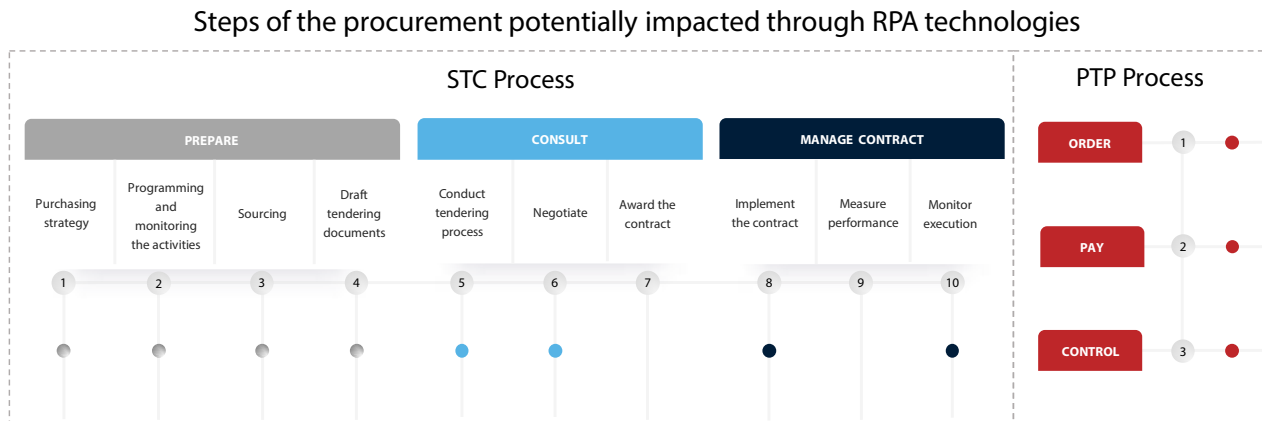 Steps of the procurement potentially impacted through RPA technologies
STC Process
PREPARE
CONSULT
MANAGE CONTRACT
Purchasing
strategy
Programming
and
monitoring
the activities
Sourcing
Draft
tendering
documents
Conduct
tendering
process
Negotiate
Award the
contract
Implement
the contract
Measure
performance
Monitor
execution
1
2
3
4
5
6
7
8
9
10
PTP Process
ORDER
1
PAY
2
CONTROL
3